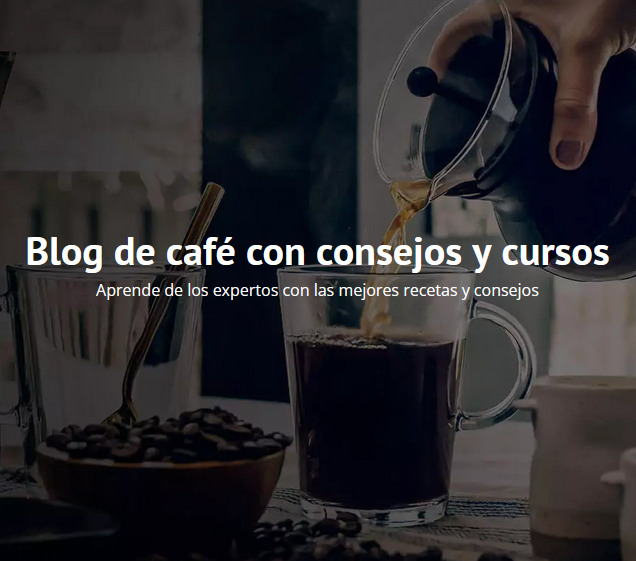 Blog de café con consejos y cursos
Aprende de los expertos con las mejores recetas y consejos